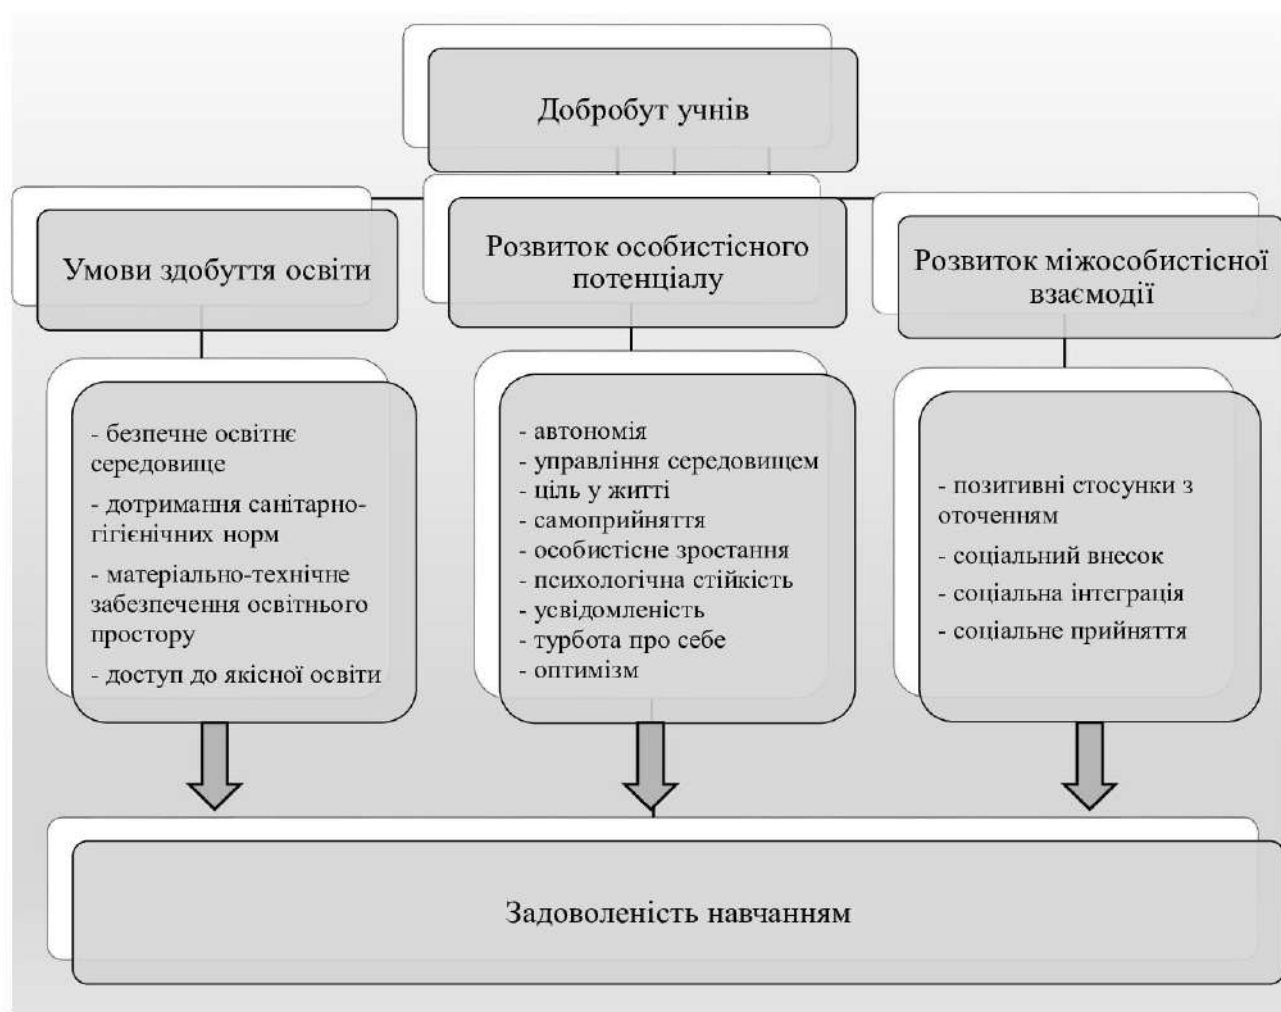 Добробут учнів
Умови здобуття освіти
Розвиток особистісного
потенціалу
Розвиток міжособистісної
взаємодії
- безпечне освітнє
середовище
- дотримання санітарно-
гігієнічних норм
- матеріально-технічне
забезпечення освітнього
простору
- доступ до якісної освіти
- автономія
- управління середовищем
- ціль у житті
- самоприйняття
- особистісне зростання
- психологічна стійкість
- усвідомленість
- турбота про себе
- оптимізм
- позитивні стосунки з
оточенням
- соціальний внесок
- соціальна інтеграція
- соціальне прийняття
Задоволеність навчанням